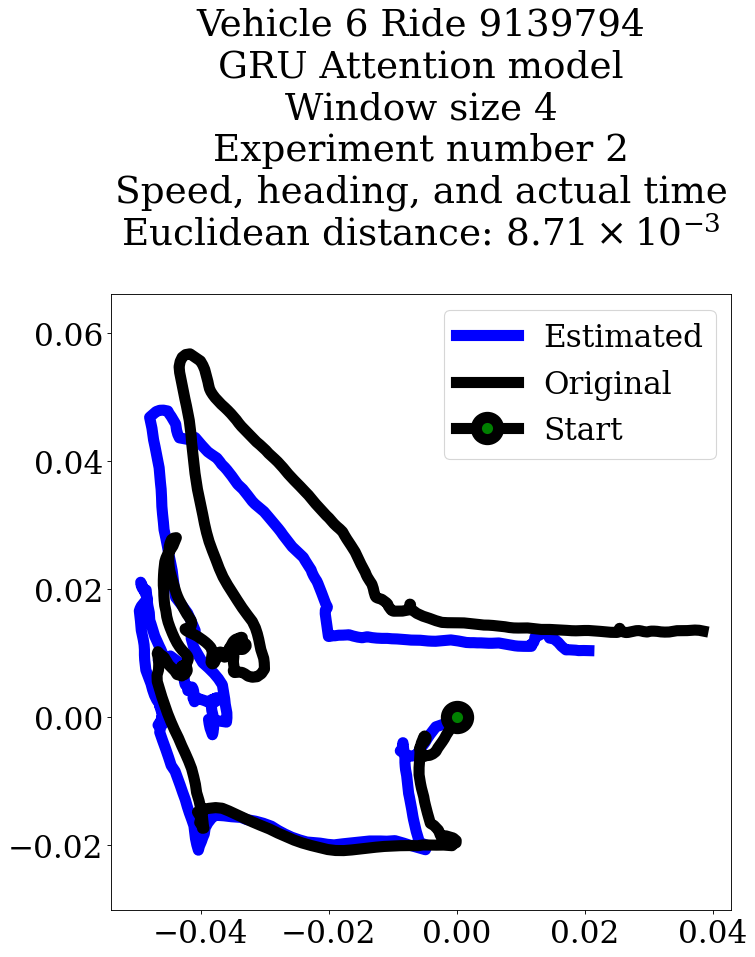 Vehicle 6 Ride 9139794
GRU Attention model
Window size 4
Experiment number 2
Speed, heading, and actual time
Euclidean distance: 8.71 × 10⁻³
Estimated
Original
Start
0.06
0.04
0.02
0.00
−0.02
−0.04 −0.02 0.00 0.02 0.04